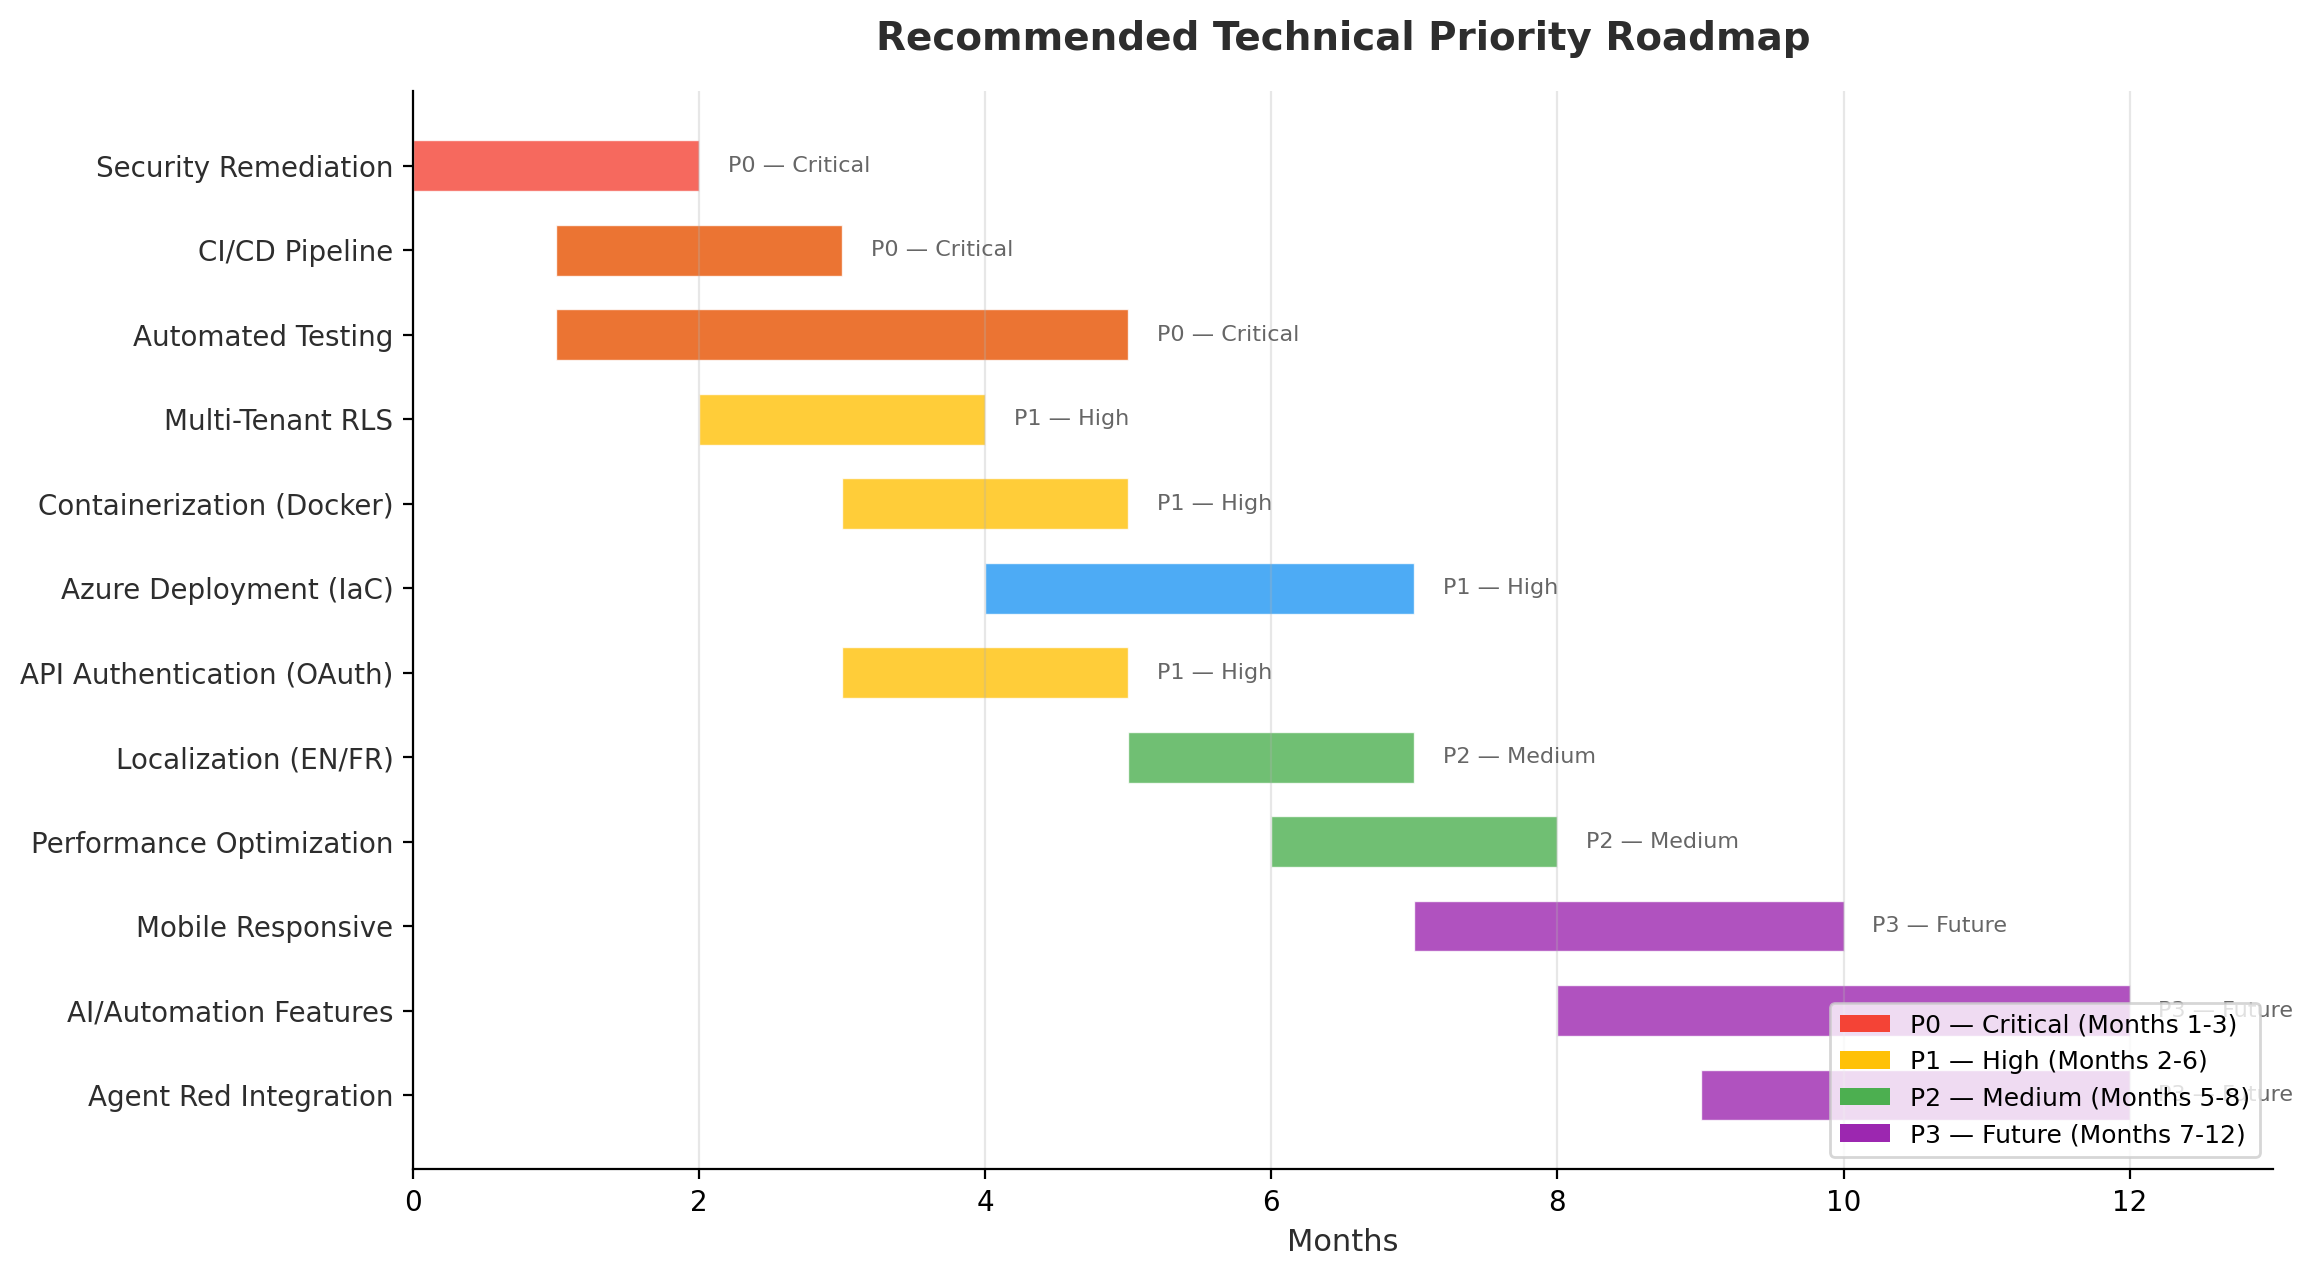 Recommended Technical Priority Roadmap
Security Remediation
P0 — Critical
CI/CD Pipeline
P0 — Critical
Automated Testing
P0 — Critical
Multi-Tenant RLS
P1 — High
Containerization (Docker)
P1 — High
Azure Deployment (IaC)
P1 — High
API Authentication (OAuth)
P1 — High
Localization (EN/FR)
P2 — Medium
Performance Optimization
P2 — Medium
Mobile Responsive
P3 — Future
AI/Automation Features
P3 — Future
Agent Red Integration
P3 — Future
P0 — Critical (Months 1-3)
P1 — High (Months 2-6)
P2 — Medium (Months 5-8)
P3 — Future (Months 7-12)
0 2 4 6 8 10 12
Months